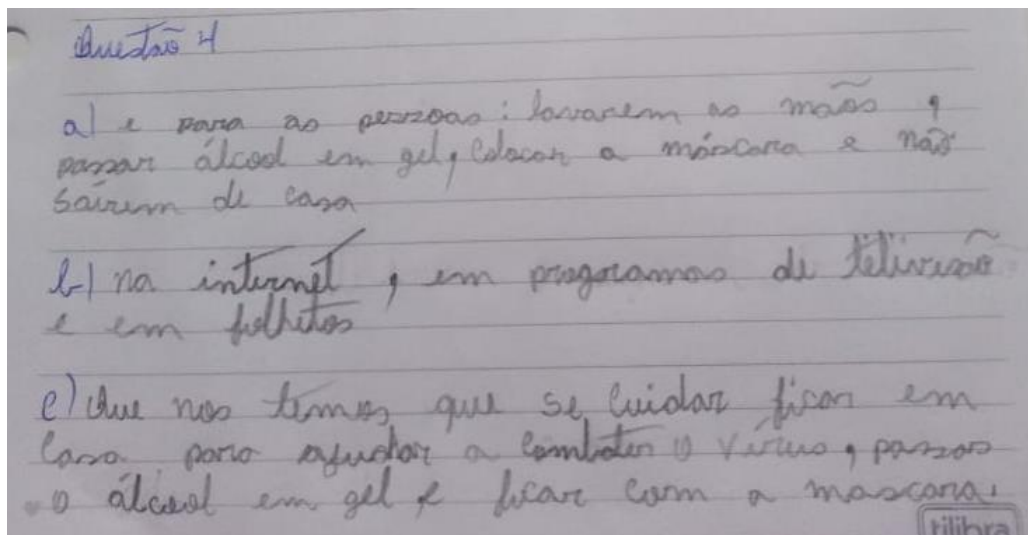 Questão 4
a) e para as pessoas: lavarem as mãos,
passar álcool em gel, colocar a máscara e não
saírem de casa
b) na internet, em programas de telivisão
e em folhetos
c) Que nos temos que se cuidar ficar em
casa para ajudar a combater o vírus, passar
o álcool em gel e ficar com a mascara.
tilibra